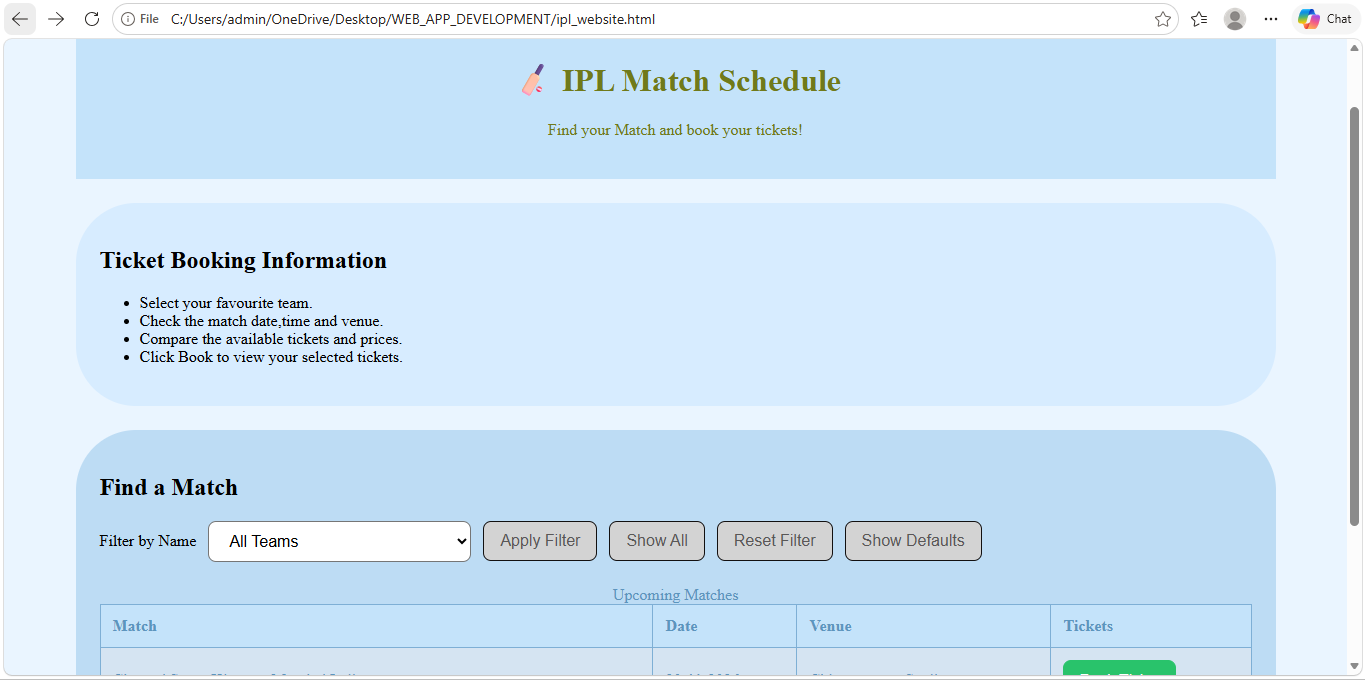 File C:/Users/admin/OneDrive/Desktop/WEB_APP_DEVELOPMENT/ipl_website.html
Chat
IPL Match Schedule
Find your Match and book your tickets!
Ticket Booking Information
Select your favourite team.
Check the match date,time and venue.
Compare the available tickets and prices.
Click Book to view your selected tickets.
Find a Match
Filter by Name All Teams Apply Filter Show All Reset Filter Show Defaults
Upcoming Matches
Match Date Venue Tickets